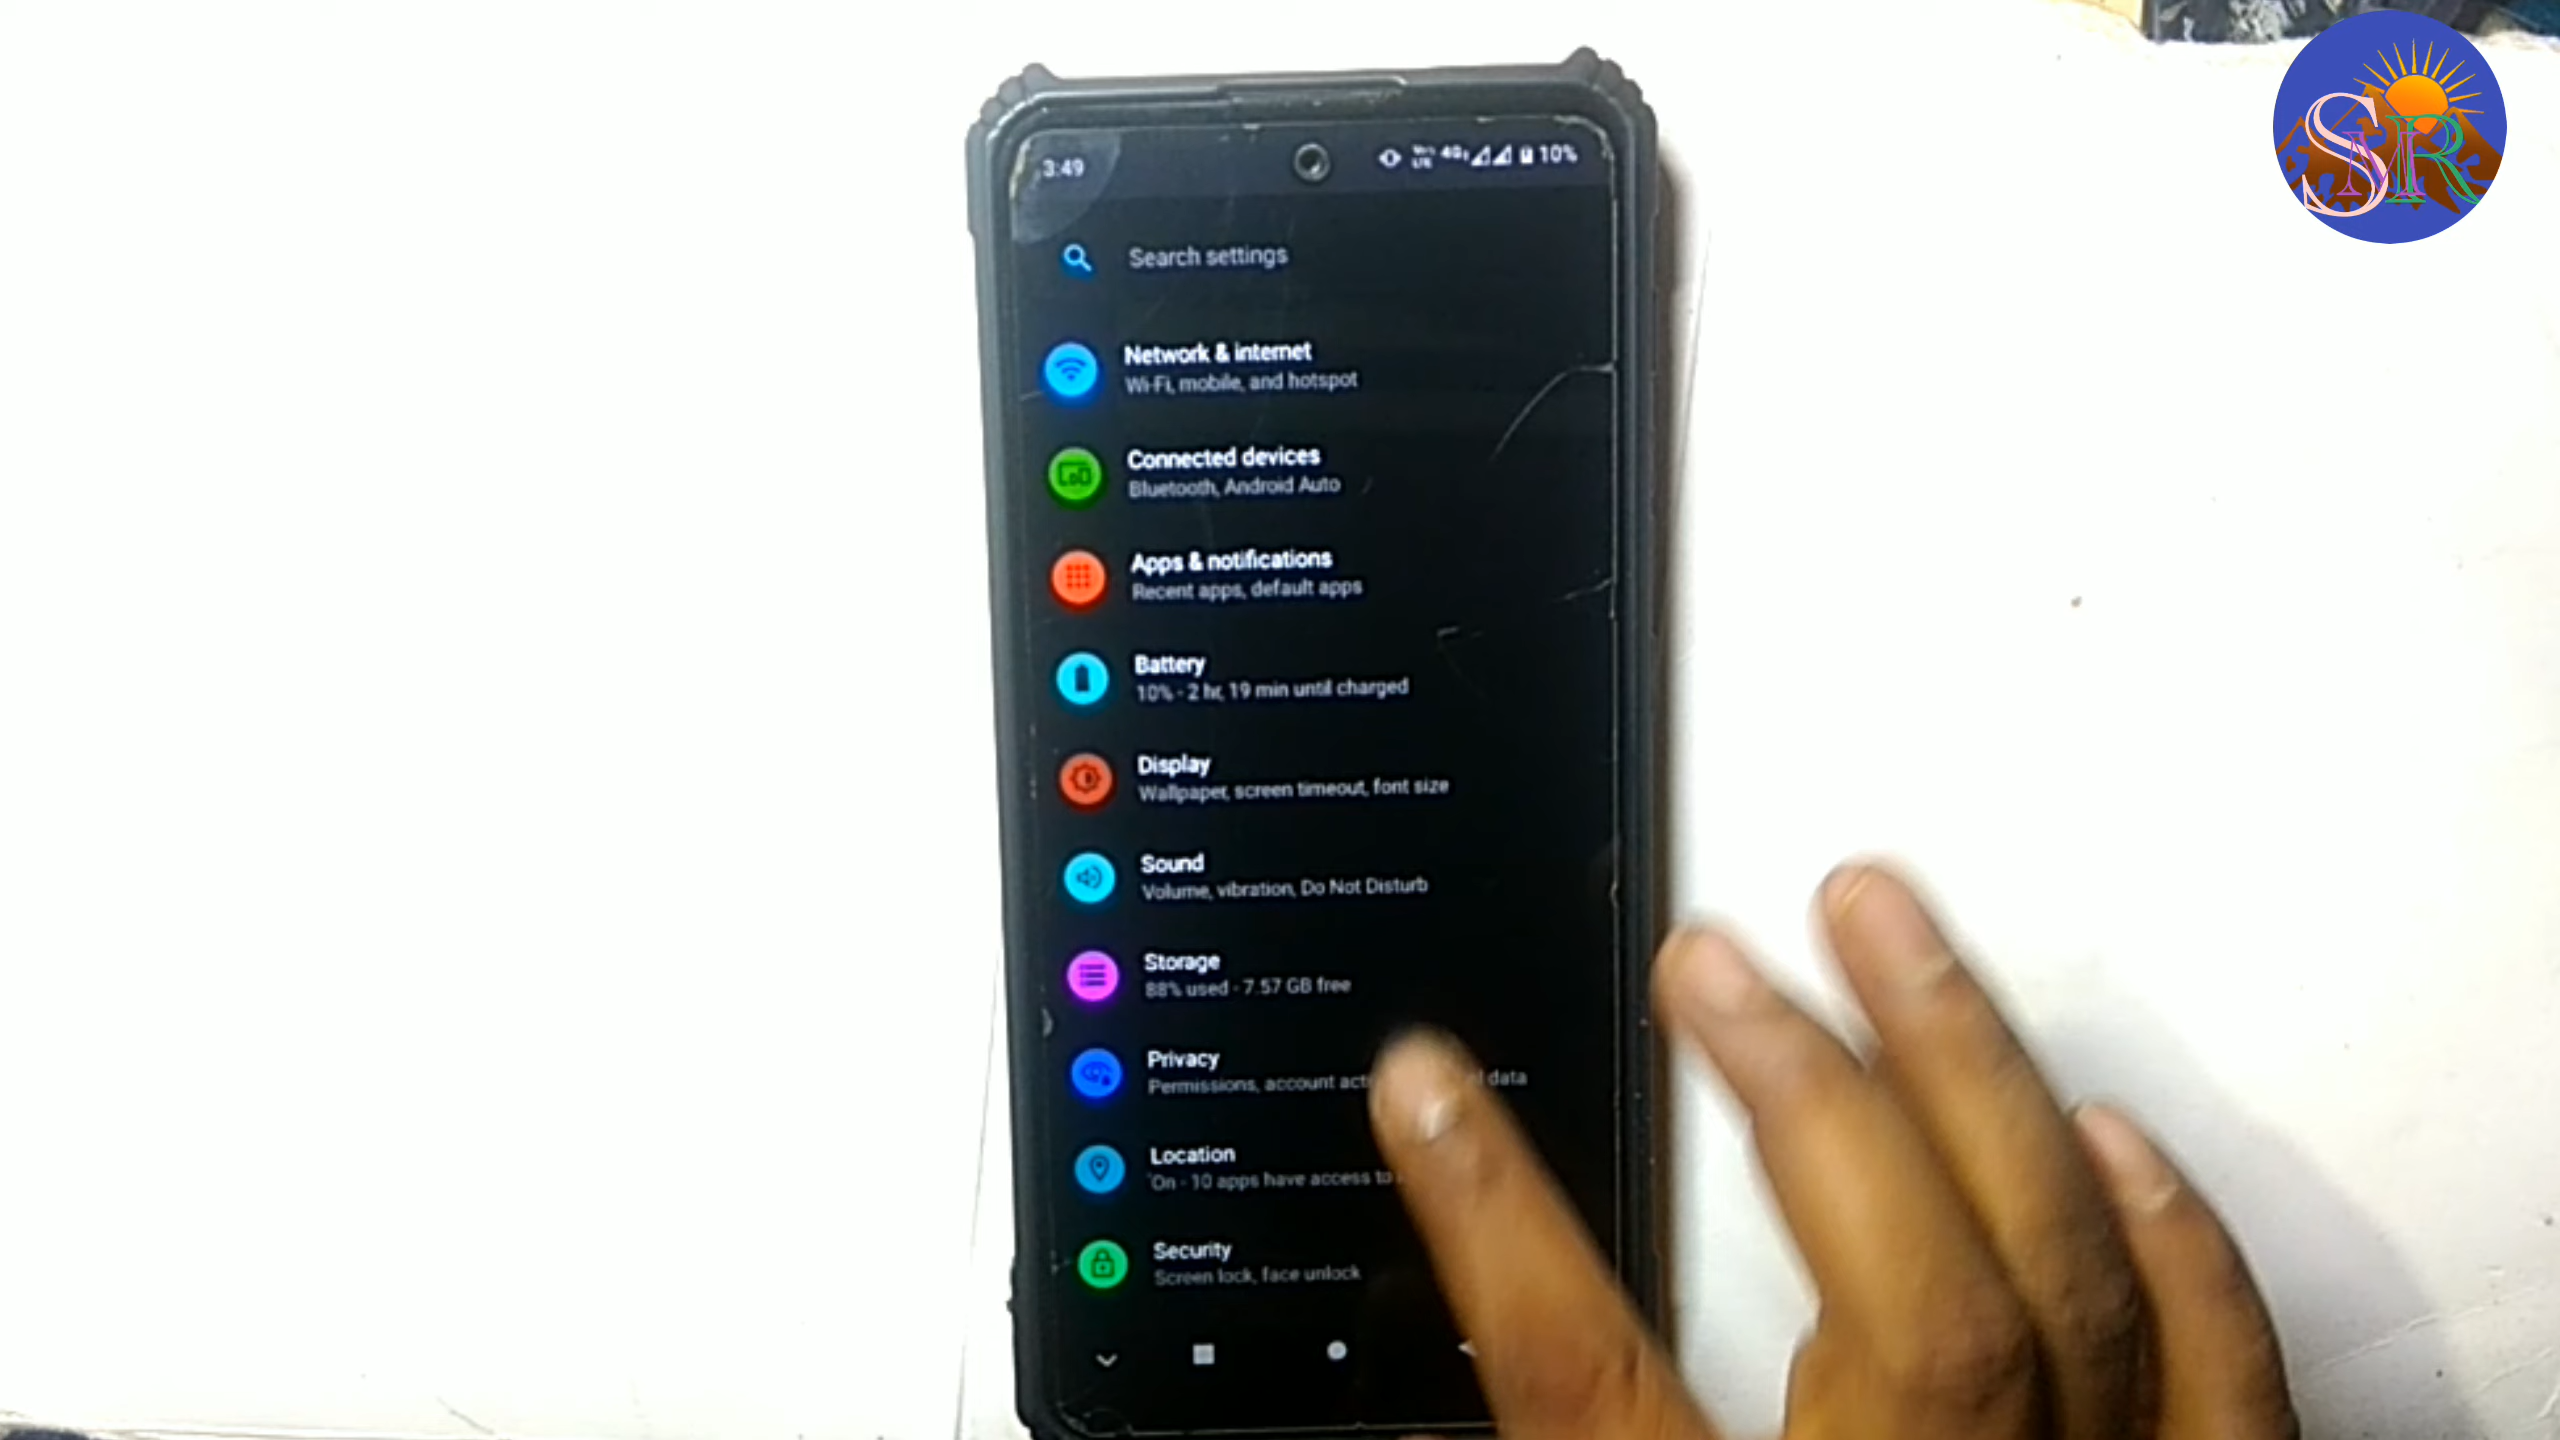 3:49
4G 10%
Search settings
Network & internet
Wi-Fi, mobile, and hotspot
Connected devices
Bluetooth, Android Auto
Apps & notifications
Recent apps, default apps
Battery
10% - 2 hr, 19 min until charged
Display
Wallpaper, screen timeout, font size
Sound
Volume, vibration, Do Not Disturb
Storage
88% used - 7.57 GB free
Privacy
Permissions, account data
Location
On - 10 apps have access to
Security
Screen lock, face unlock
SMR